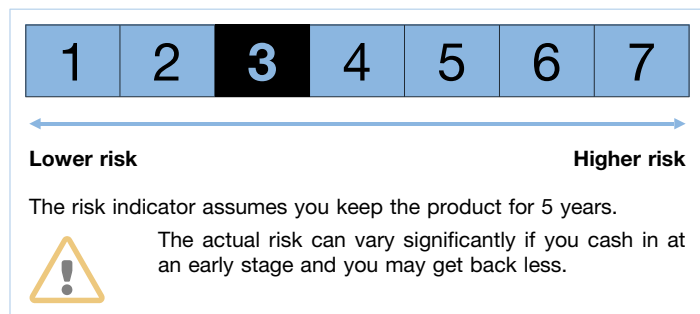 1 2 3 4 5 6 7
Lower risk Higher risk
The risk indicator assumes you keep the product for 5 years.
The actual risk can vary significantly if you cash in at
an early stage and you may get back less.